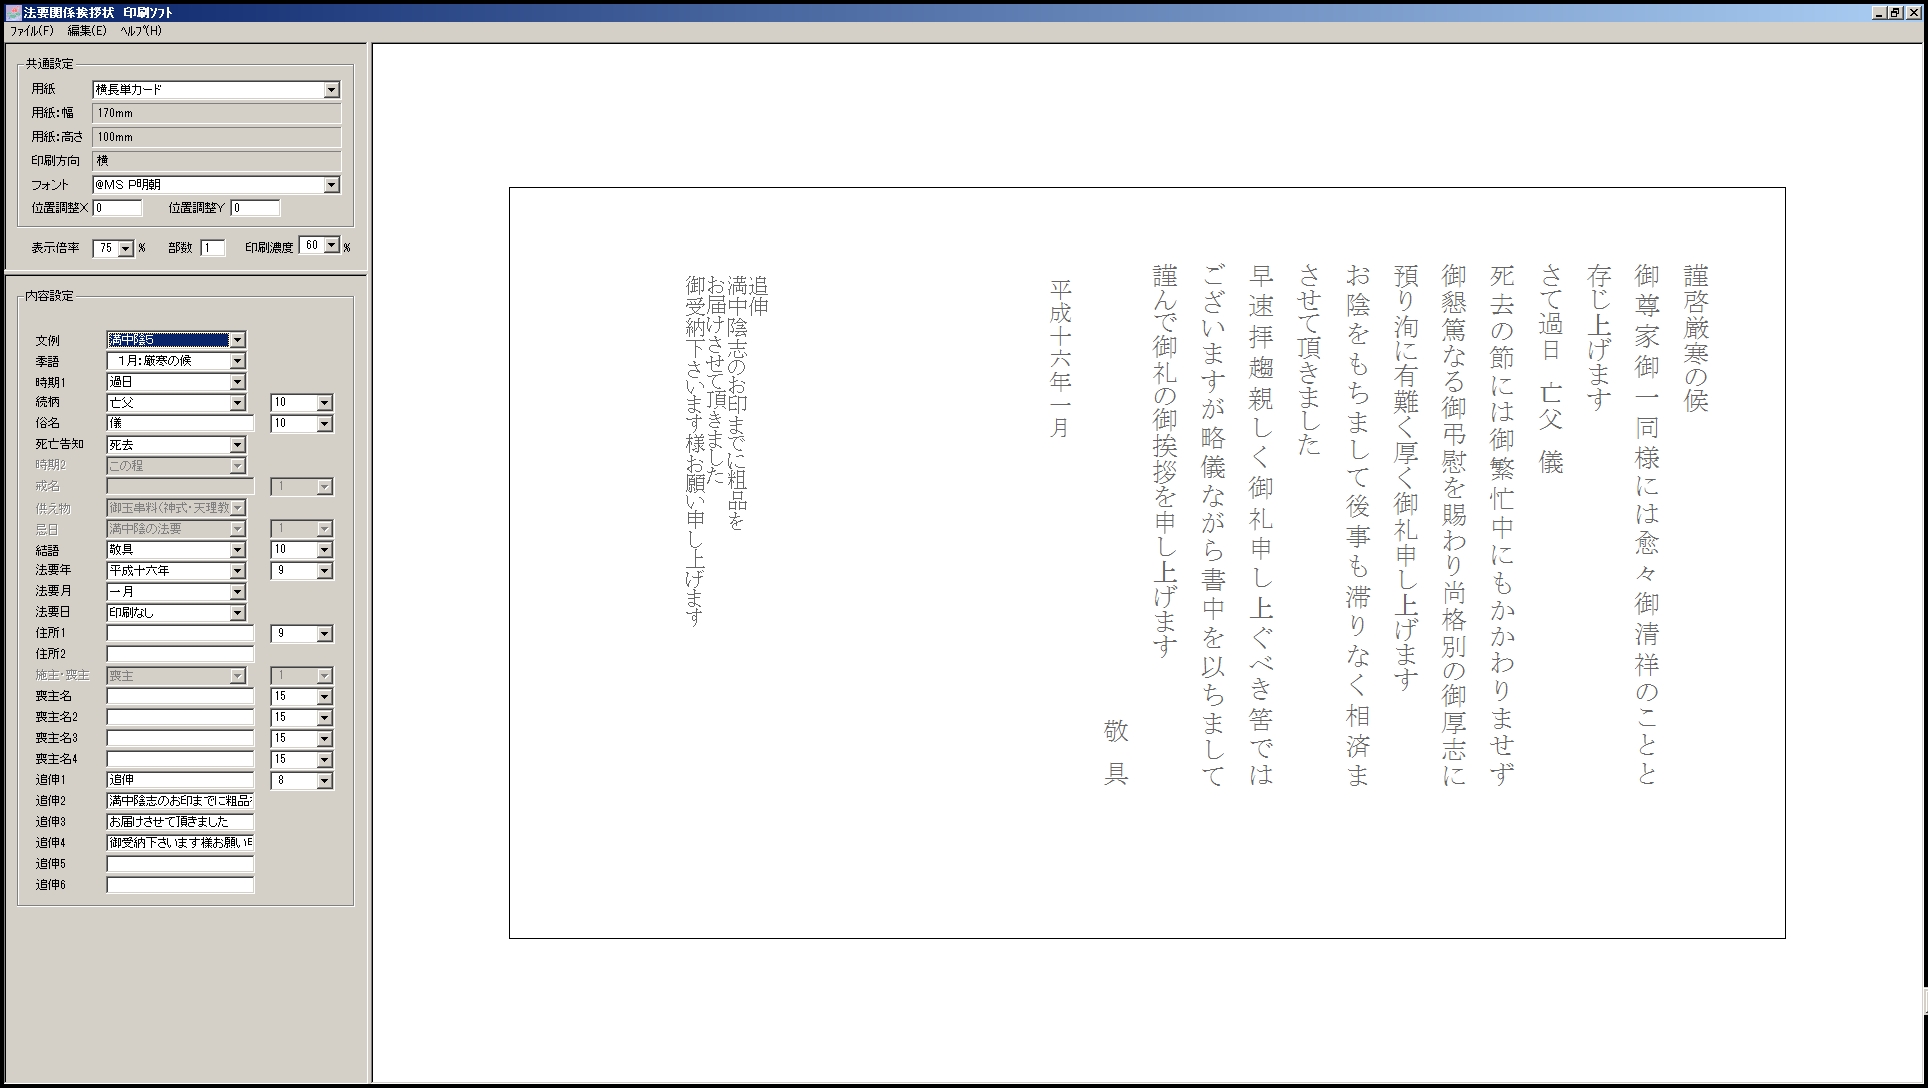 法要関係挨拶状 印刷ソフト
ファイル(F) 編集(E) ヘルプ(H)
共通設定
用紙 横長単カード
用紙:幅 170mm
用紙:高さ 100mm
印刷方向 横
フォント @MS P明朝
位置調整X 0 位置調整Y 0
表示倍率 75 % 部数 1 印刷濃度 60 %
内容設定
文例 満中陰5
季語 1月:厳寒の候
時期1 過日
続柄 亡父 10
俗名 儀 10
死亡告知 死去
時期2 この程
戒名 1
供え物 御玉串料(神式・天理教
忌日 満中陰の法要 1
結語 敬具 10
法要年 平成十六年 9
法要月 一月
法要日 印刷なし
住所1 9
住所2
施主・喪主 喪主 1
喪主名 15
喪主名2 15
喪主名3 15
喪主名4 15
追伸1 追伸 8
追伸2 満中陰志のお印までに粗品
追伸3 お届けさせて頂きました
追伸4 御受納下さいます様お願い
追伸5
追伸6
謹啓厳寒の候
御尊家御一同様には愈々御清祥のことと
存じ上げます
さて過日 亡父 儀
死去の節には御繁忙中にもかかわりませず
御懇篤なる御弔慰を賜わり尚格別の御厚志に
預り洵に有難く厚く御礼申し上げます
お陰をもちまして後事も滞りなく相済ま
させて頂きました
早速拝趨親しく御礼申し上ぐべき筈では
ございますが略儀ながら書中を以ちまして
謹んで御礼の御挨拶を申し上げます
敬具
平成十六年一月
追伸
満中陰志のお印までに粗品を
お届けさせて頂きました
御受納下さいます様お願い申し上げます